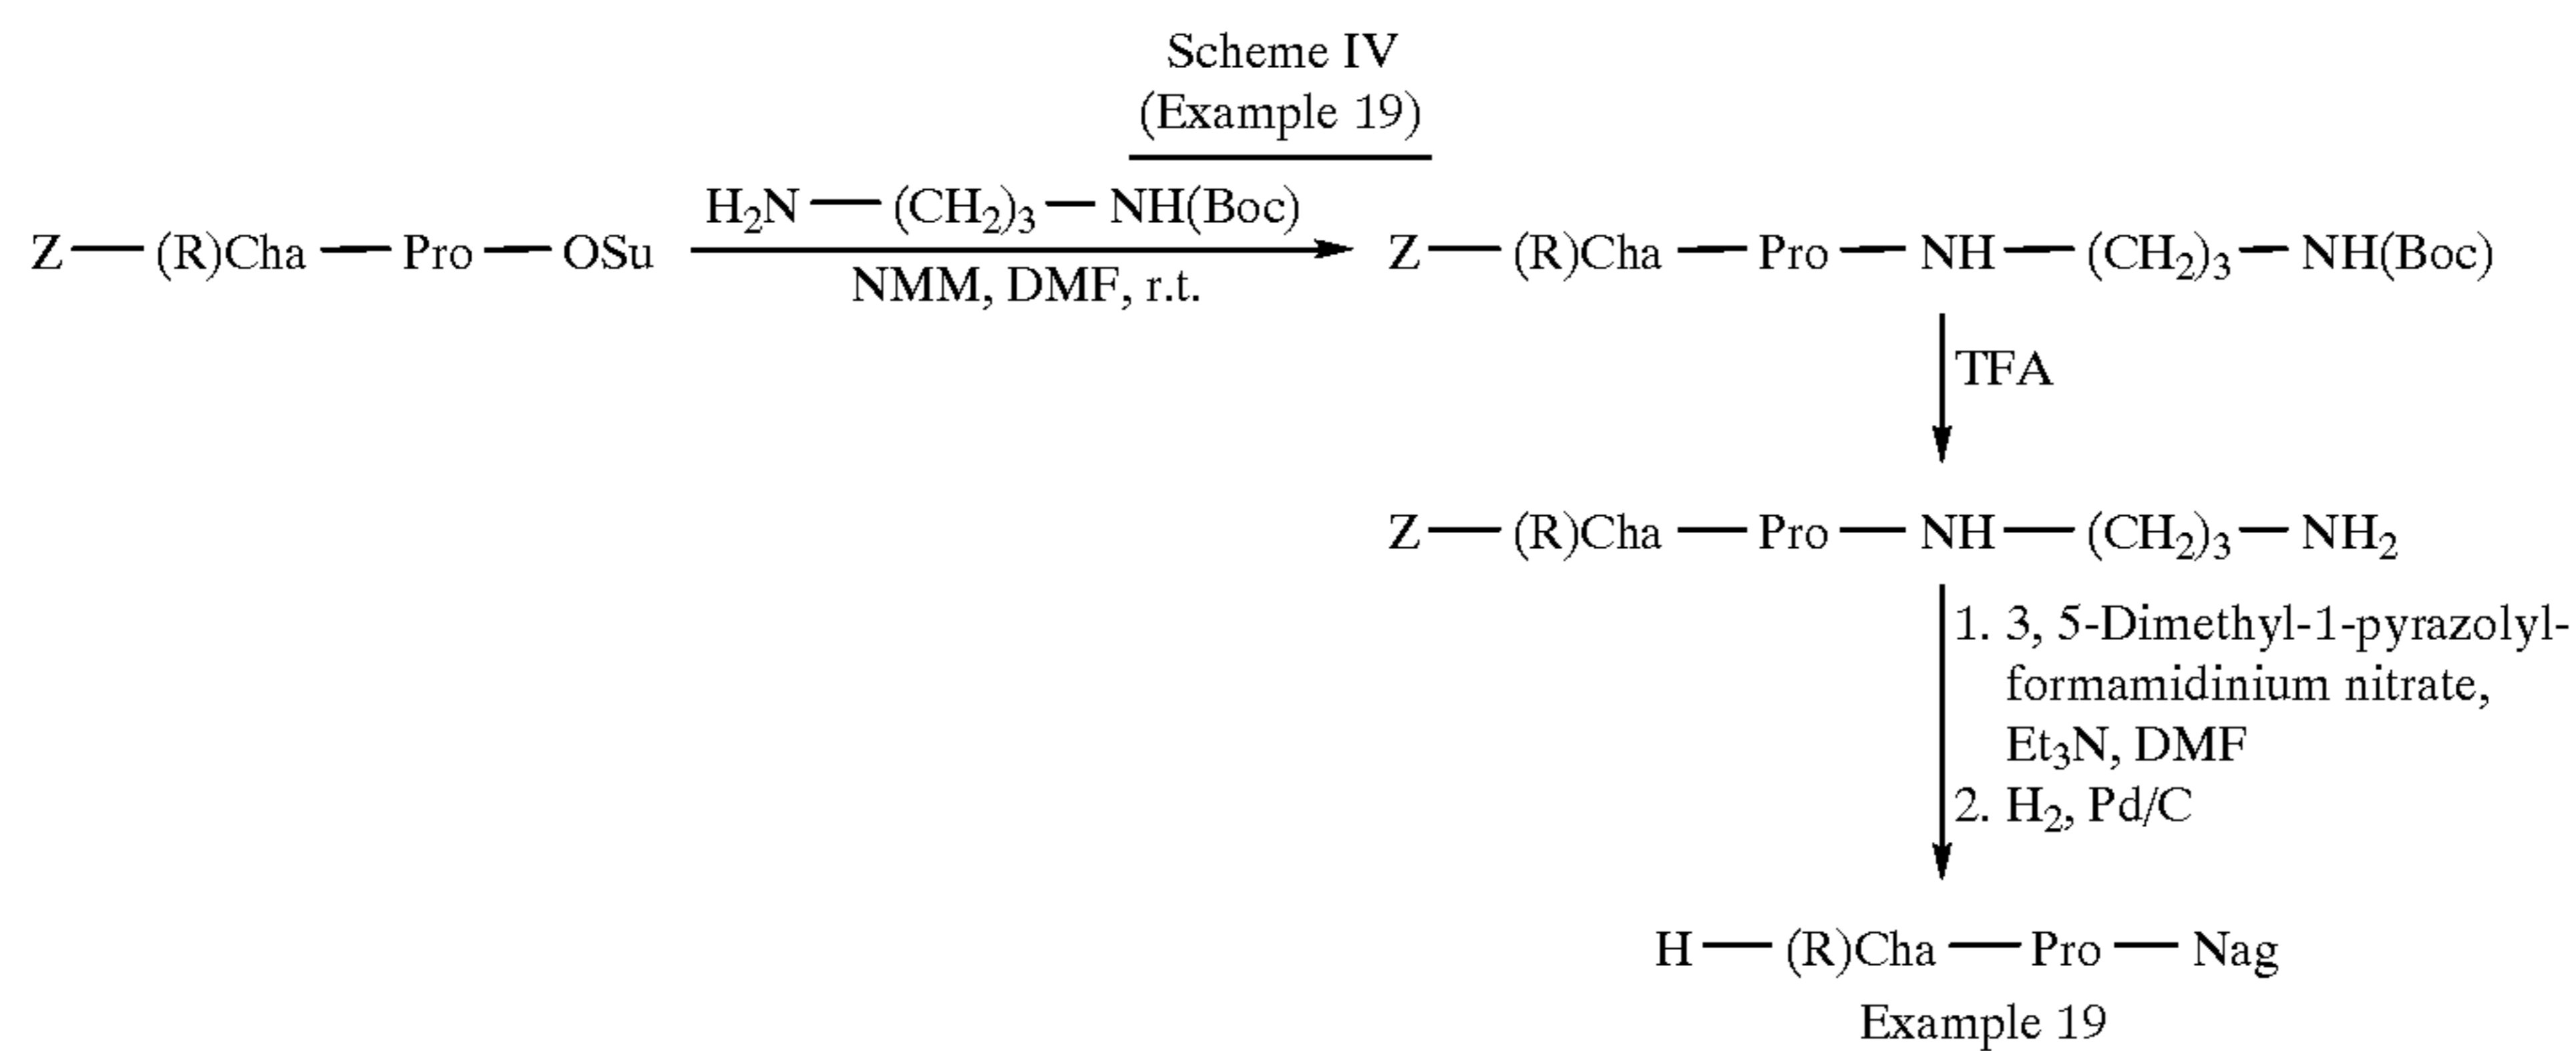 Scheme IV
(Example 19)
H₂N—(CH₂)₃—NH(Boc)
Z—(R)Cha—Pro—OSu
Z—(R)Cha—Pro—NH—(CH₂)₃—NH(Boc)
NMM, DMF, r.t.
TFA
Z—(R)Cha—Pro—NH—(CH₂)₃—NH₂
1. 3, 5-Dimethyl-1-pyrazolyl-
formamidinium nitrate,
Et₃N, DMF
2. H₂, Pd/C
H—(R)Cha—Pro—Nag
Example 19